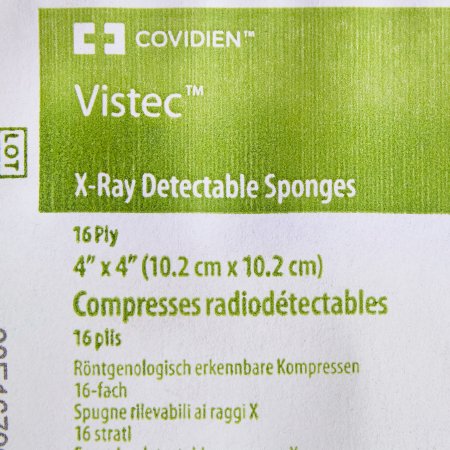 COVIDIEN™
Vistec™
X-Ray Detectable Sponges
LOT
16 Ply
4" x 4" (10.2 cm x 10.2 cm)
Compresses radiodétectables
16 plis
Röntgenologisch erkennbare Kompressen
16-fach
Spugne rilevabili ai raggi X
16 strati